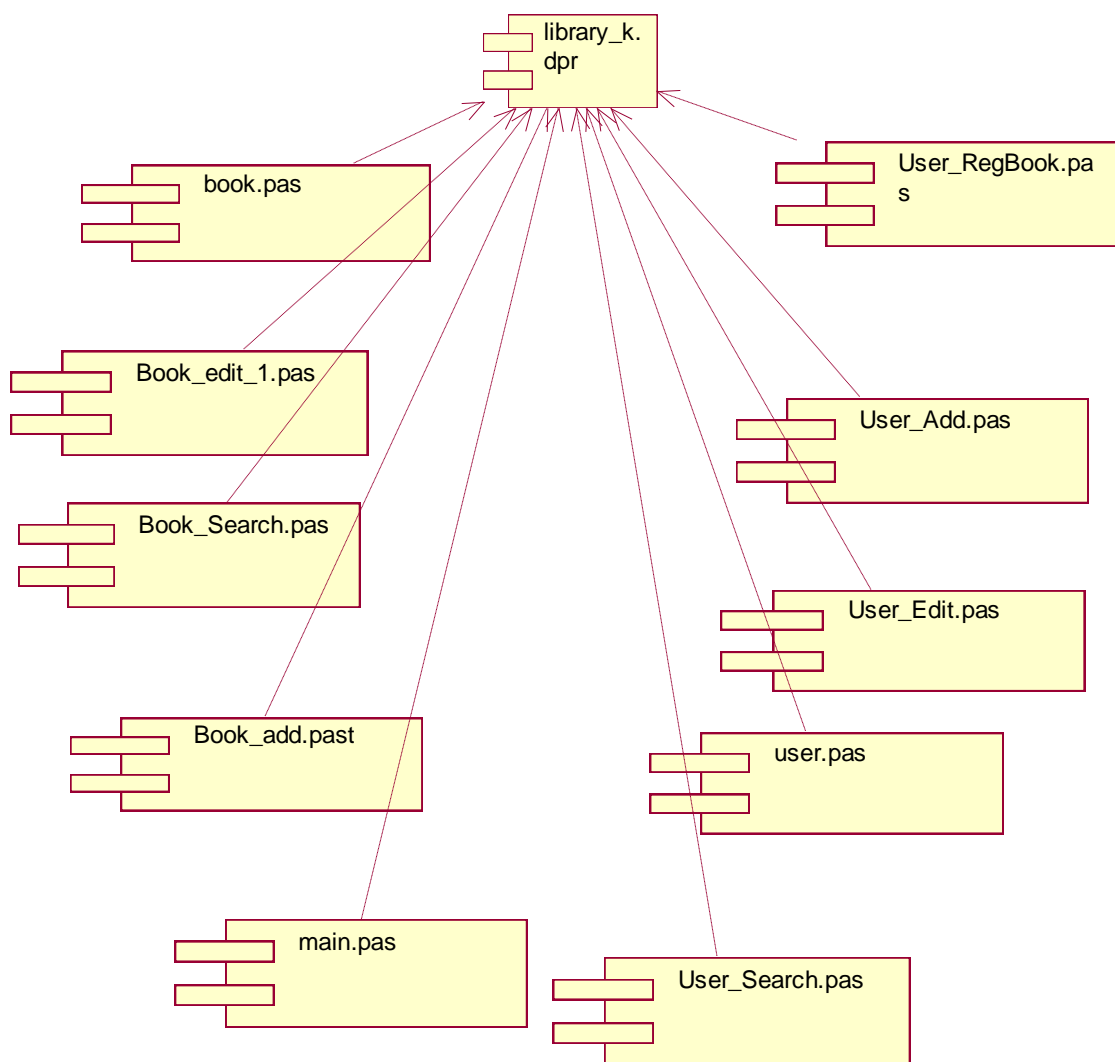 library_k.
dpr
book.pas
User_RegBook.pa
s
Book_edit_1.pas
User_Add.pas
Book_Search.pas
User_Edit.pas
Book_add.past
user.pas
main.pas
User_Search.pas